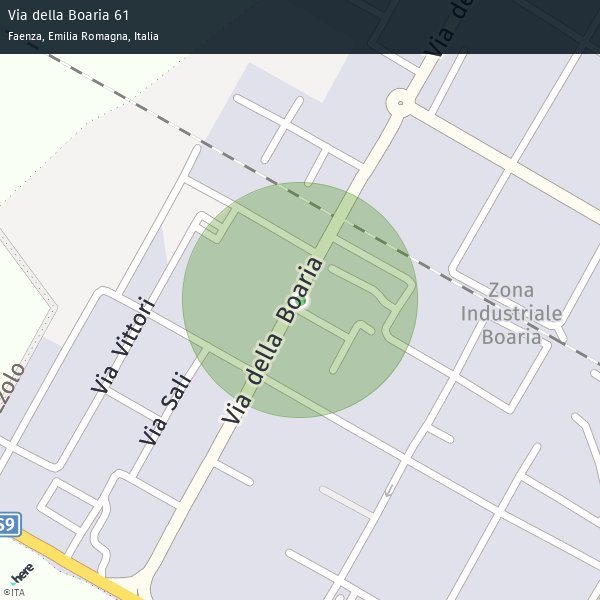 Via della Boaria 61
Faenza, Emilia Romagna, Italia
Via de
Zona
Industriale
Boaria
Via della Boaria
Via Vittori
Via Sali
zolo
S9
here
©ITA